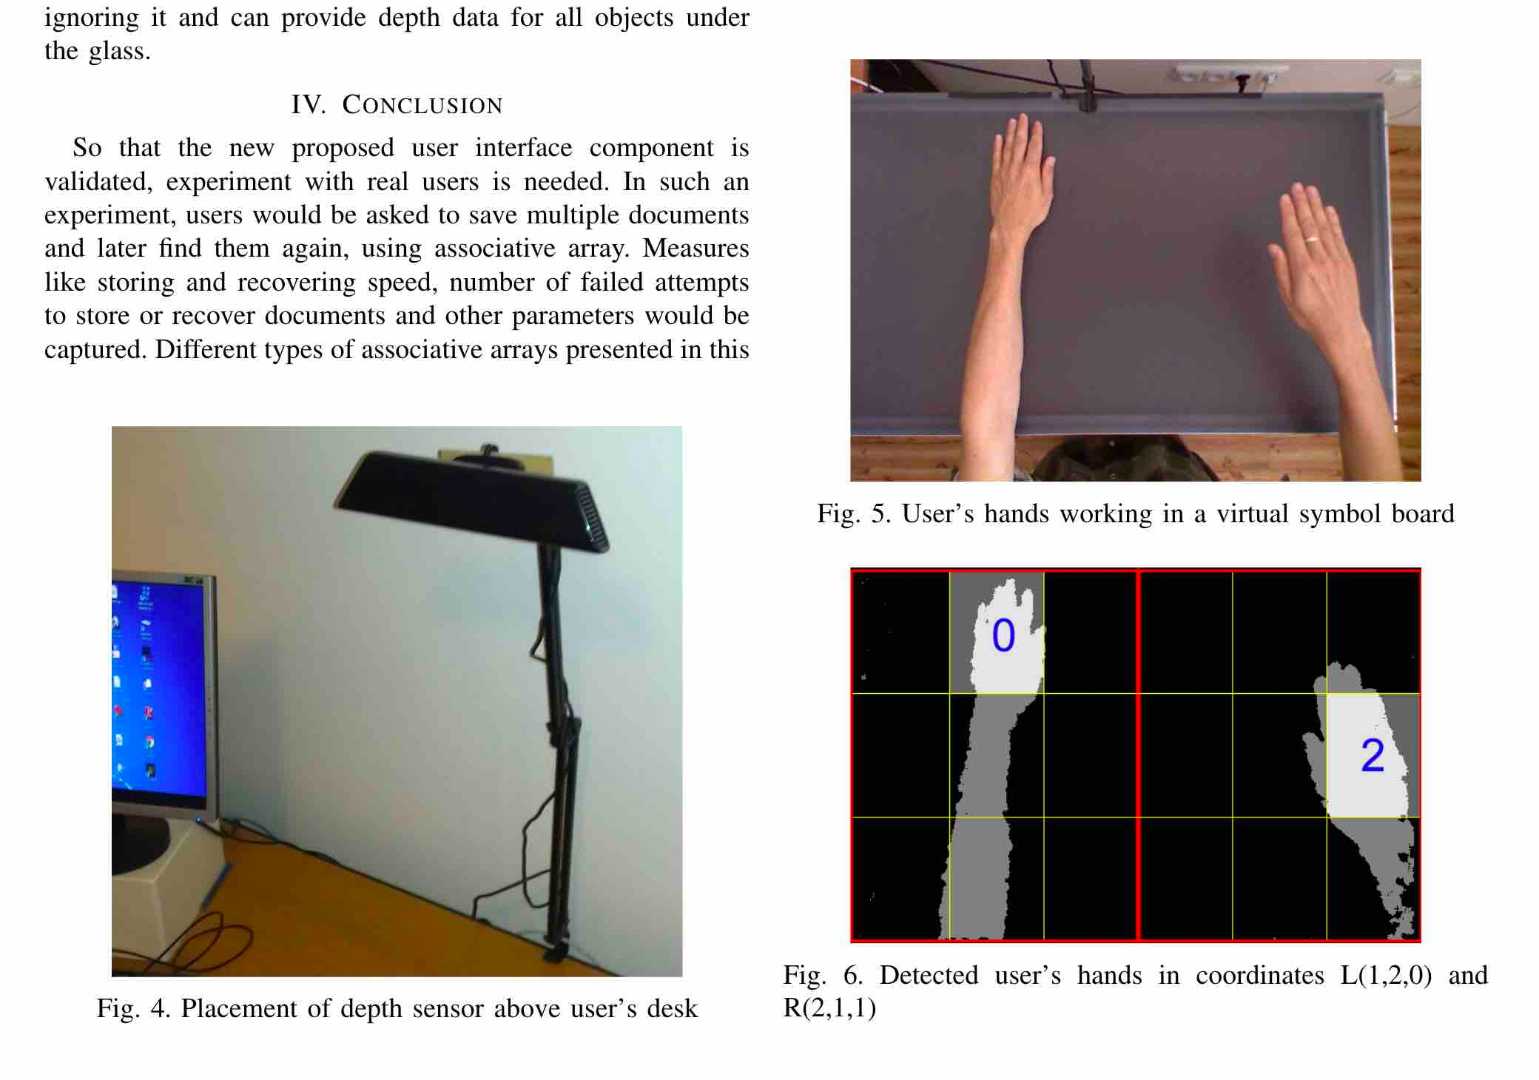 ignoring it and can provide depth data for all objects under
the glass.
IV. CONCLUSION
So that the new proposed user interface component is
validated, experiment with real users is needed. In such an
experiment, users would be asked to save multiple documents
and later find them again, using associative array. Measures
like storing and recovering speed, number of failed attempts
to store or recover documents and other parameters would be
captured. Different types of associative arrays presented in this
Fig. 4. Placement of depth sensor above user's desk
Fig. 5. User's hands working in a virtual symbol board
0
2
Fig. 6. Detected user's hands in coordinates L(1,2,0) and
R(2,1,1)